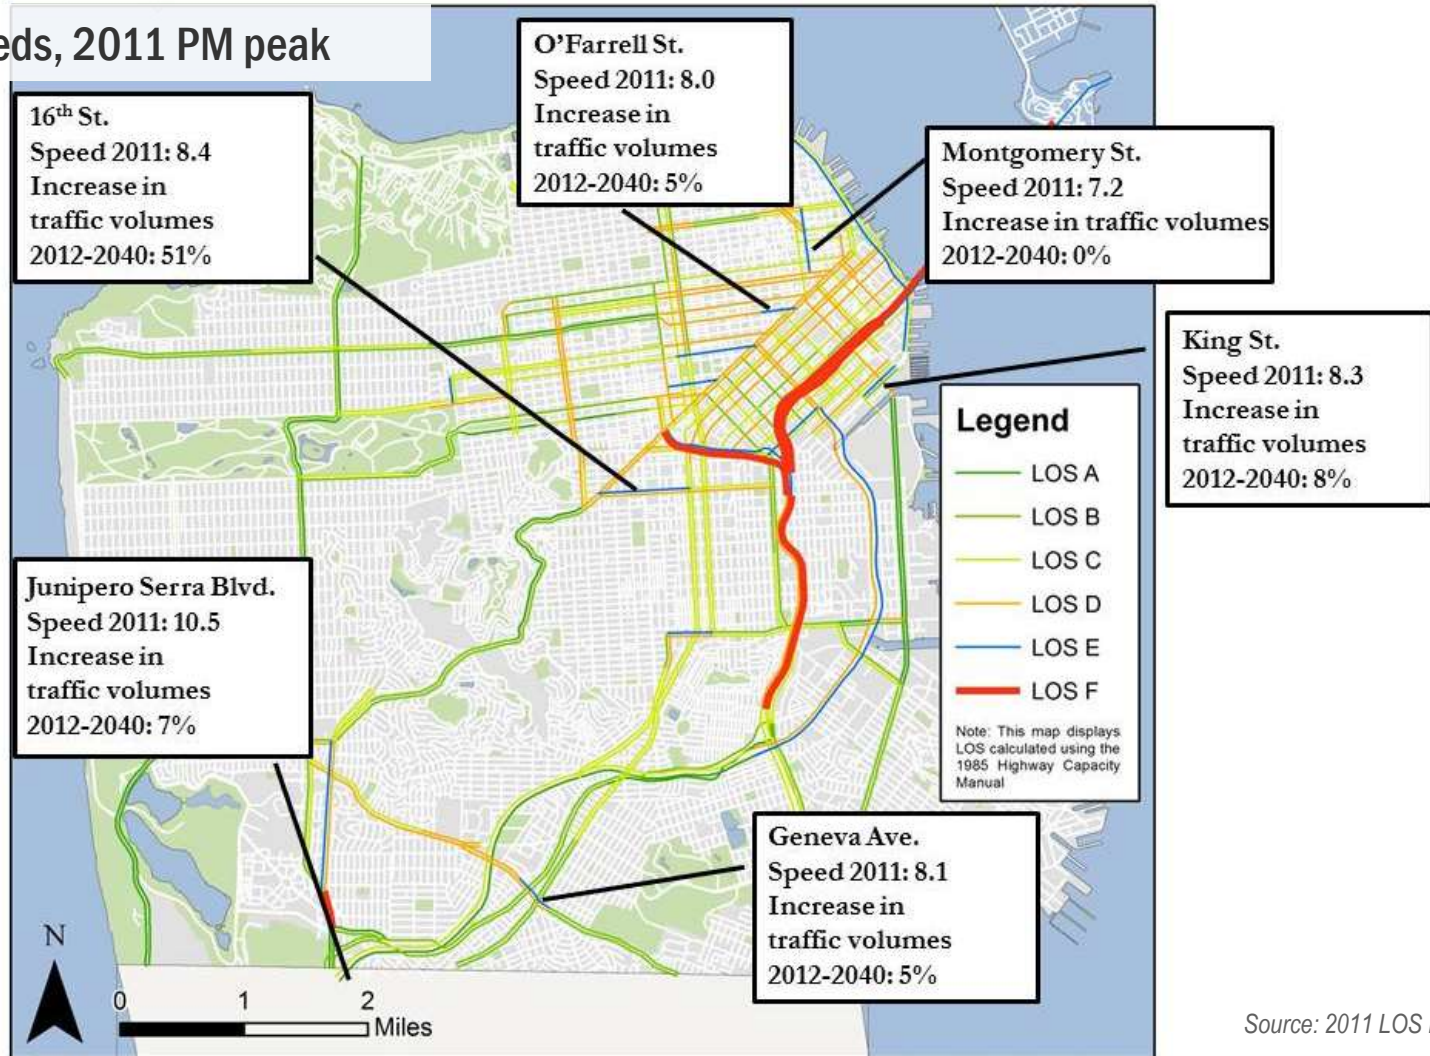 eds, 2011 PM peak
16th St.
Speed 2011: 8.4
Increase in
traffic volumes
2012-2040: 51%
O'Farrell St.
Speed 2011: 8.0
Increase in
traffic volumes
2012-2040: 5%
Montgomery St.
Speed 2011: 7.2
Increase in traffic volumes
2012-2040: 0%
King St.
Speed 2011: 8.3
Increase in
traffic volumes
2012-2040: 8%
Legend
LOS A
LOS B
LOS C
LOS D
LOS E
LOS F
Note: This map displays
LOS calculated using the
1985 Highway Capacity
Manual
Junipero Serra Blvd.
Speed 2011: 10.5
Increase in
traffic volumes
2012-2040: 7%
Geneva Ave.
Speed 2011: 8.1
Increase in
traffic volumes
2012-2040: 5%
N
0 1 2
Miles
Source: 2011 LOS